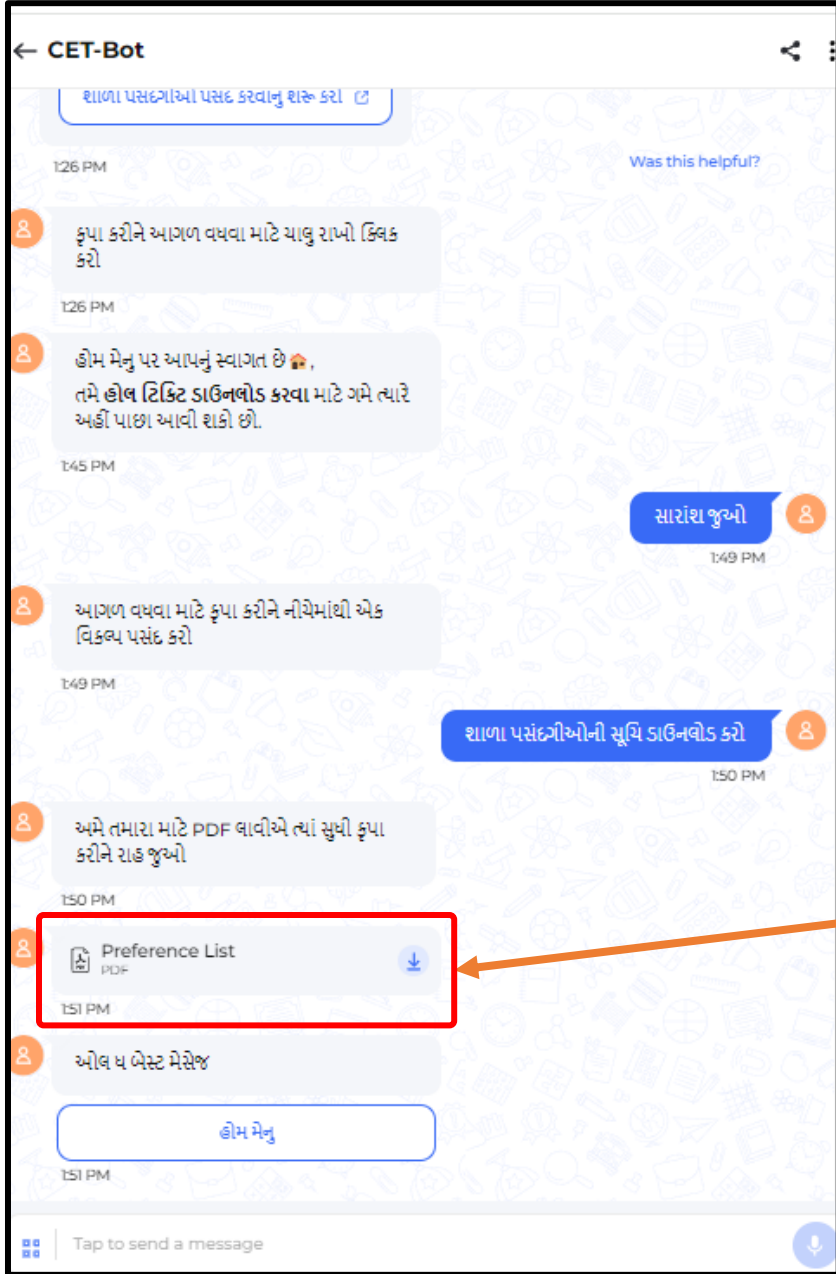 ← CET-Bot
શાળા પસંદગીઓ પસંદ કરવાનું શરૂ કરો
1:26 PM
Was this helpful?
કૃપા કરીને આગળ વધવા માટે ચાલુ રાખો ક્લિક
કરો
1:26 PM
હોમ મેનુ પર આપનું સ્વાગત છે🏠,
તમે હોલ ટિકિટ ડાઉનલોડ કરવા માટે ગમે ત્યારે
અહીં પાછા આવી શકો છો.
1:45 PM
સારાંશ જુઓ
1:49 PM
આગળ વધવા માટે કૃપા કરીને નીચેમાંથી એક
વિકલ્પ પસંદ કરો
1:49 PM
શાળા પસંદગીઓની સૂચિ ડાઉનલોડ કરો
1:50 PM
અમે તમારા માટે PDF લાવીએ ત્યાં સુધી કૃપા
કરીને રાહ જુઓ
1:50 PM
Preference List
PDF
1:51 PM
ઓલ ધ બેસ્ટ મેસેજ
હોમ મેનુ
1:51 PM
Tap to send a message